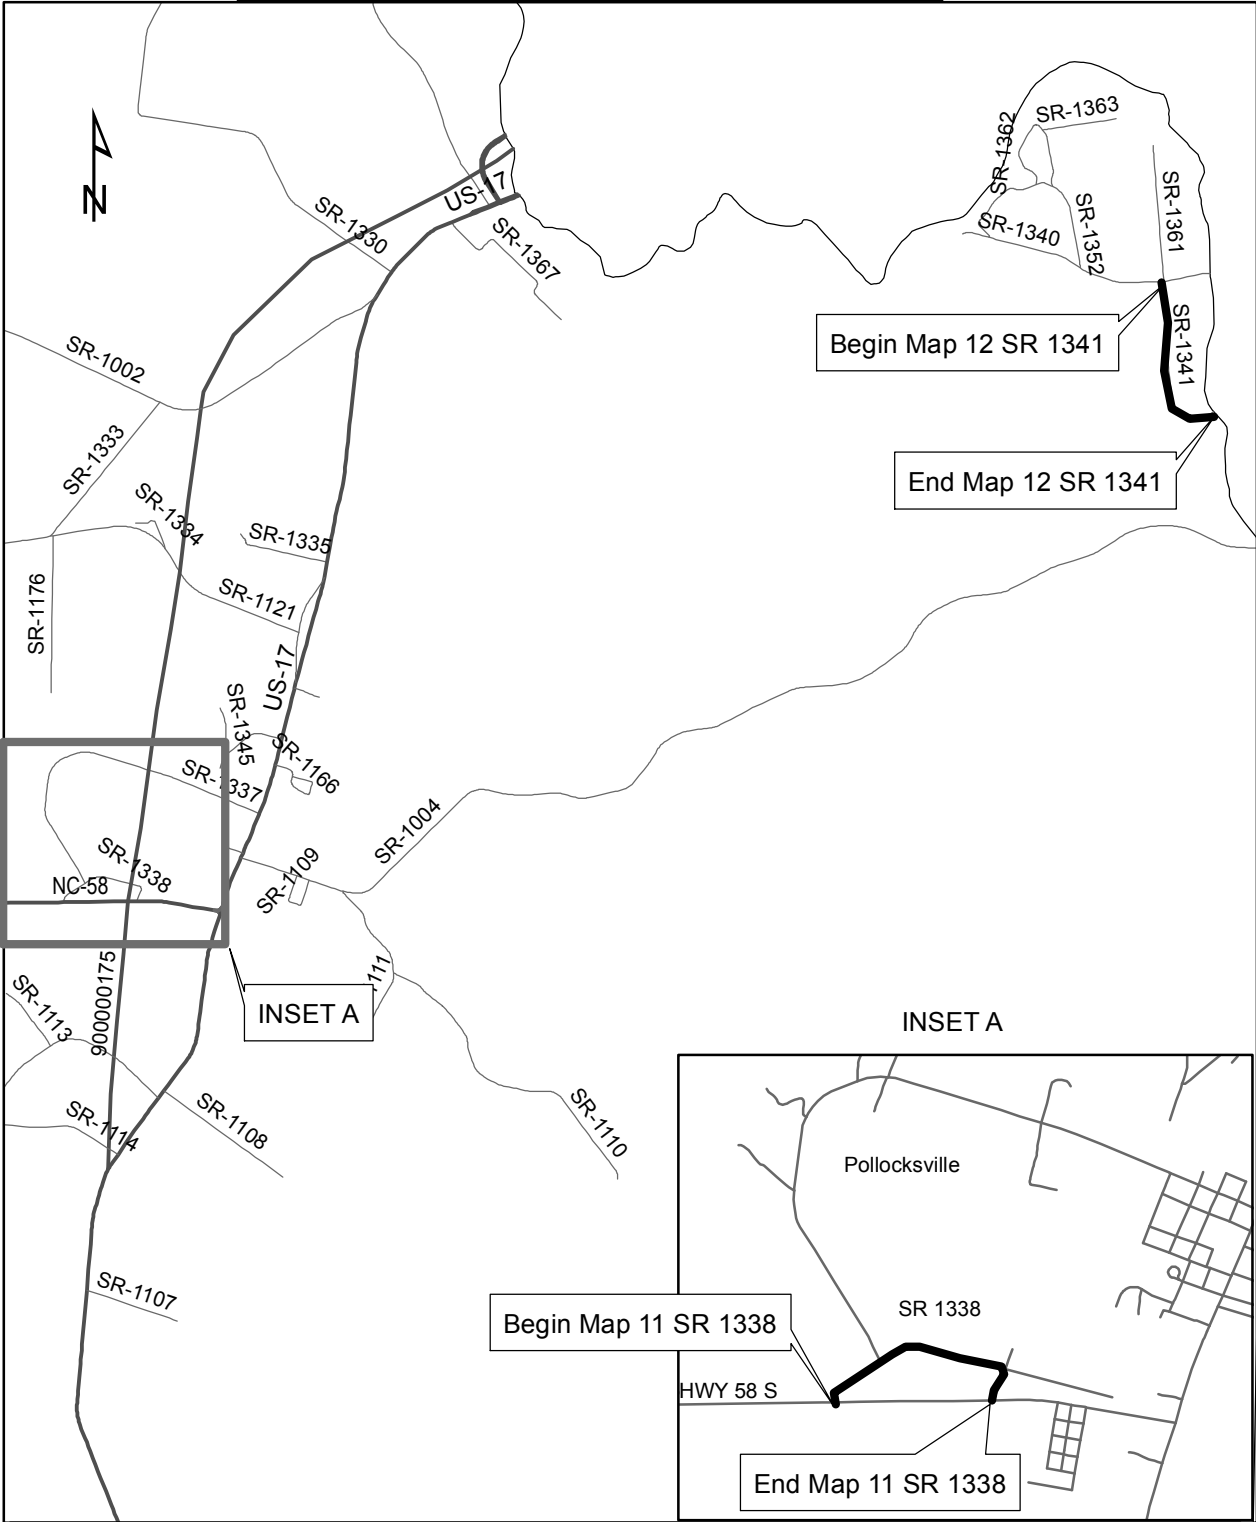 SR-1363
SR-1362
N
US-17
SR-1330
SR-1367
SR-1340
SR-1352
SR-1361
Begin Map 12 SR 1341
SR-1341
SR-1002
SR-1333
End Map 12 SR 1341
SR-1334
SR-1335
SR-1176
SR-1121
US-17
SR-1345
SR-1166
SR-1337
SR-1004
SR-1338
SR-1109
NC-58
900000175
1111
SR-1113
INSET A
INSET A
SR-1114
SR-1108
SR-1110
Pollocksville
SR-1107
SR 1338
Begin Map 11 SR 1338
HWY 58 S
End Map 11 SR 1338